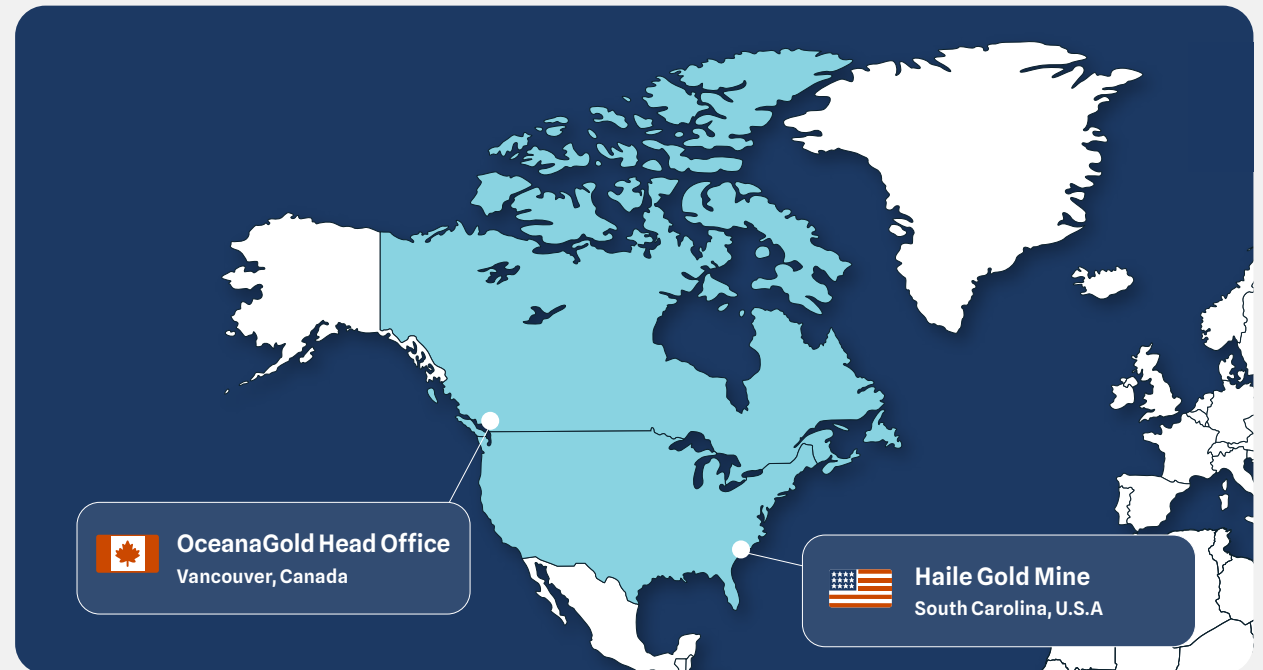 OceanaGold Head Office
Vancouver, Canada
Haile Gold Mine
South Carolina, U.S.A